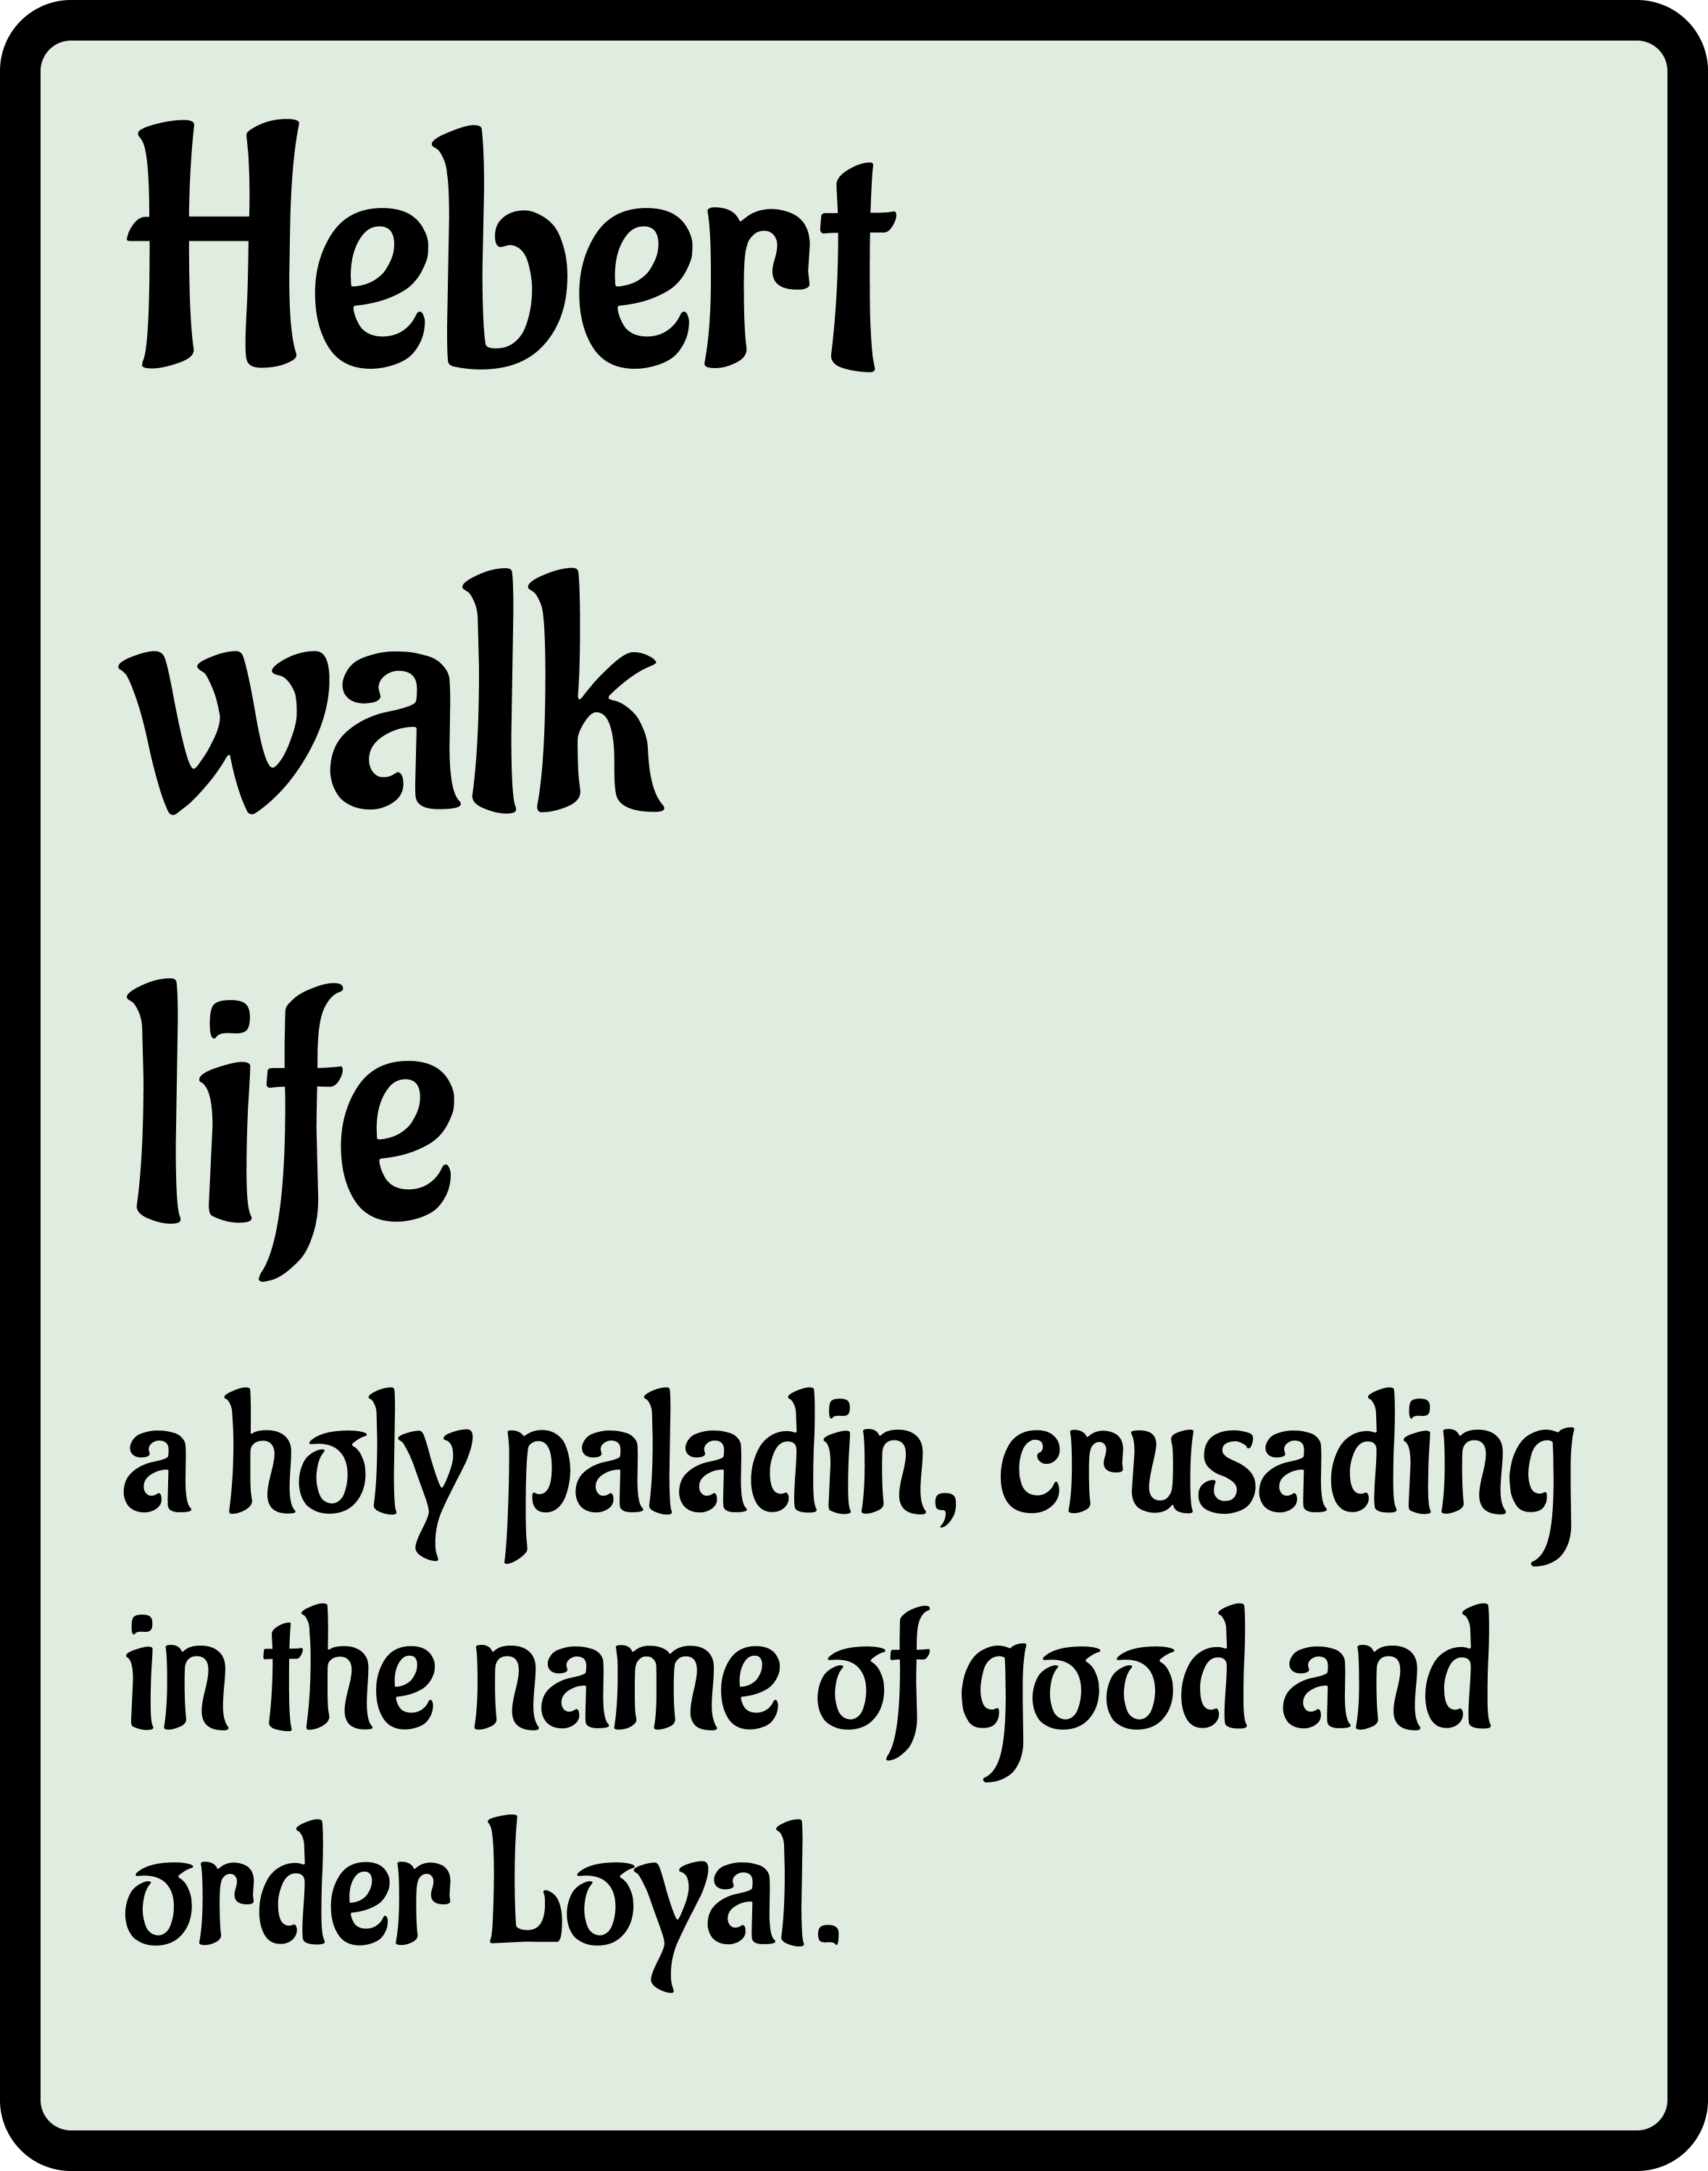 Hebert
walk
life
a holy paladin, crusading
in the name of good and
order Loyal.